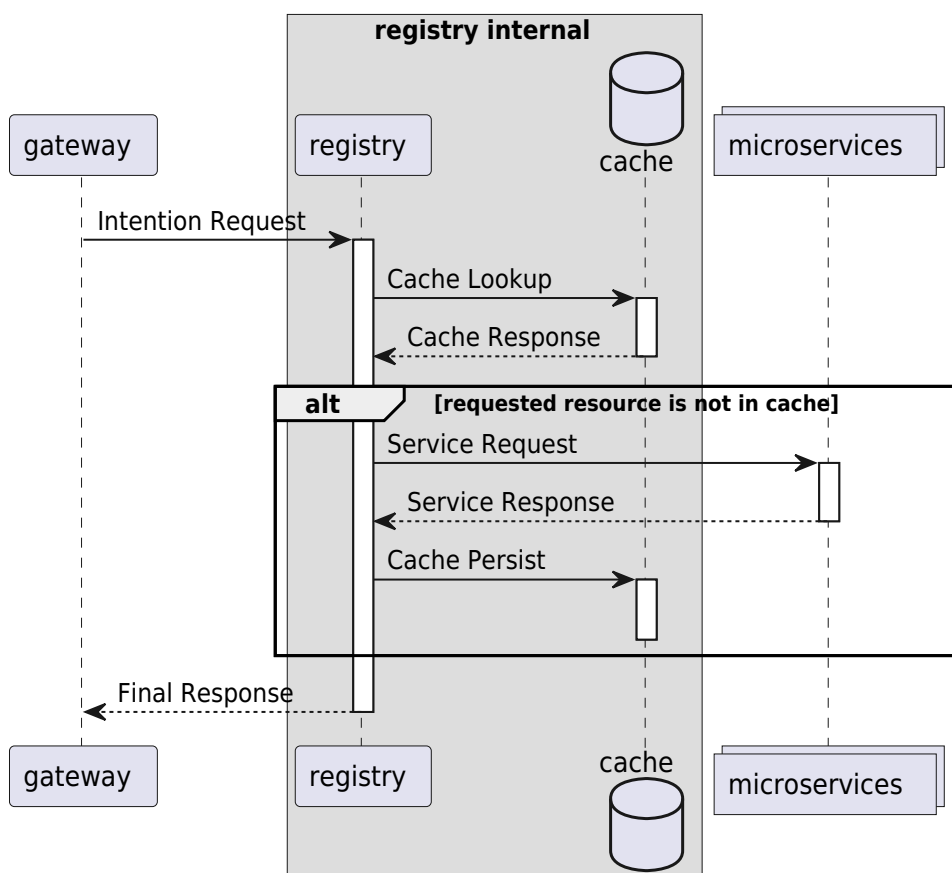 registry internal
gateway
registry
cache
microservices
Intention Request
Cache Lookup
Cache Response
alt
[requested resource is not in cache]
Service Request
Service Response
Cache Persist
Final Response
gateway
registry
cache
microservices